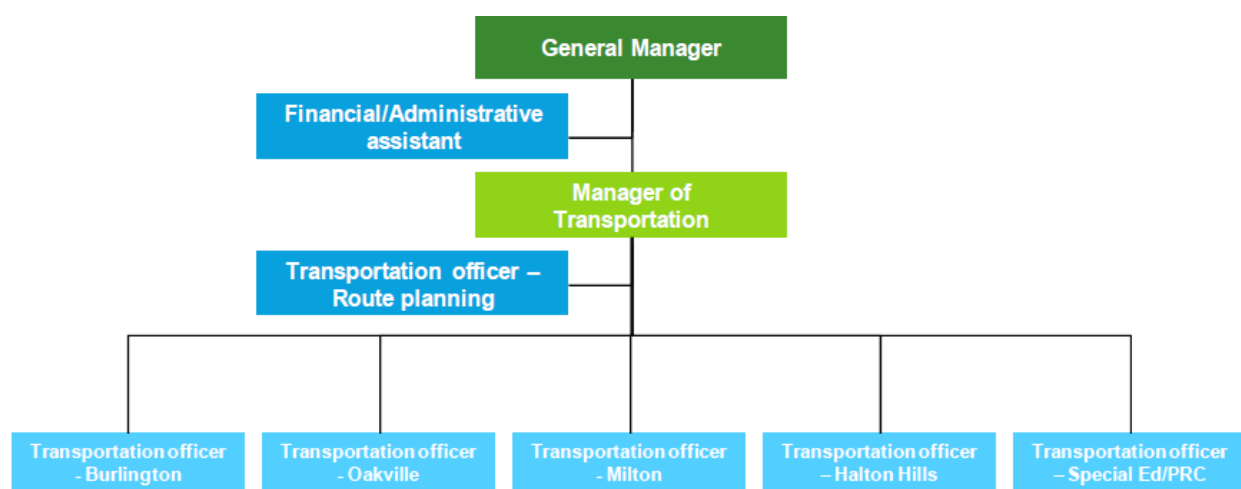 General Manager
Financial/Administrative
assistant
Manager of
Transportation
Transportation officer –
Route planning
Transportation officer
- Burlington
Transportation officer
- Oakville
Transportation officer
- Milton
Transportation officer
– Halton Hills
Transportation officer
– Special Ed/PRC